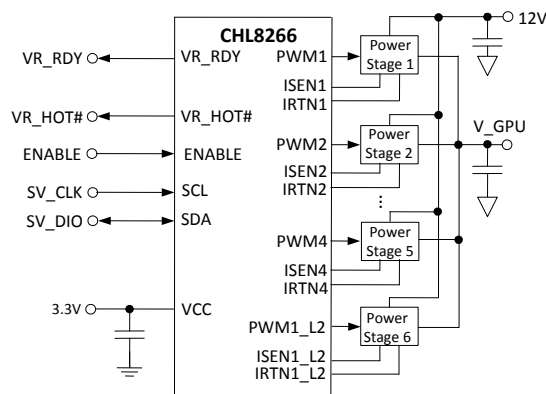 CHL8266
12V
VR_RDY
VR_RDY
PWM1
Power
Stage 1
ISEN1
IRTN1
VR_HOT#
VR_HOT#
V_GPU
ENABLE
ENABLE
PWM2
Power
Stage 2
ISEN2
IRTN2
SV_CLK
SCL
SV_DIO
SDA
...
PWM4
Power
Stage 5
ISEN4
IRTN4
3.3V
VCC
PWM1_L2
Power
Stage 6
ISEN1_L2
IRTN1_L2